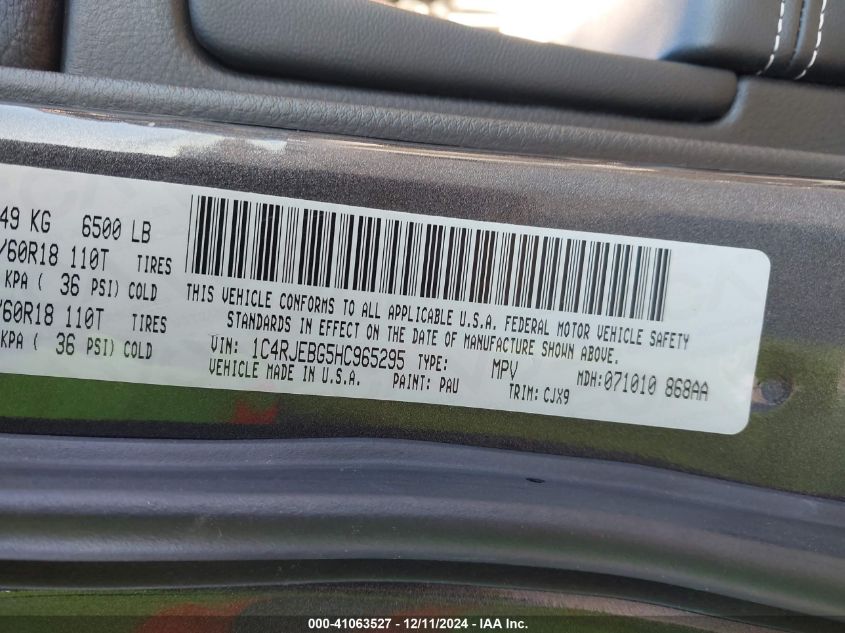 49 KG 6500 LB
/60R18 110T TIRES
KPA ( 36 PSI) COLD
/60R18 110T TIRES
KPA ( 36 PSI) COLD
THIS VEHICLE CONFORMS TO ALL APPLICABLE U.S.A. FEDERAL MOTOR VEHICLE SAFETY
STANDARDS IN EFFECT ON THE DATE OF MANUFACTURE SHOWN ABOVE.
VIN: 1C4RJEBG5HC965295 TYPE: MPV MDH:071010 868AA
VEHICLE MADE IN U.S.A. PAINT: PAU TRIM: CJX9
000-41063527 - 12/11/2024 - IAA Inc.